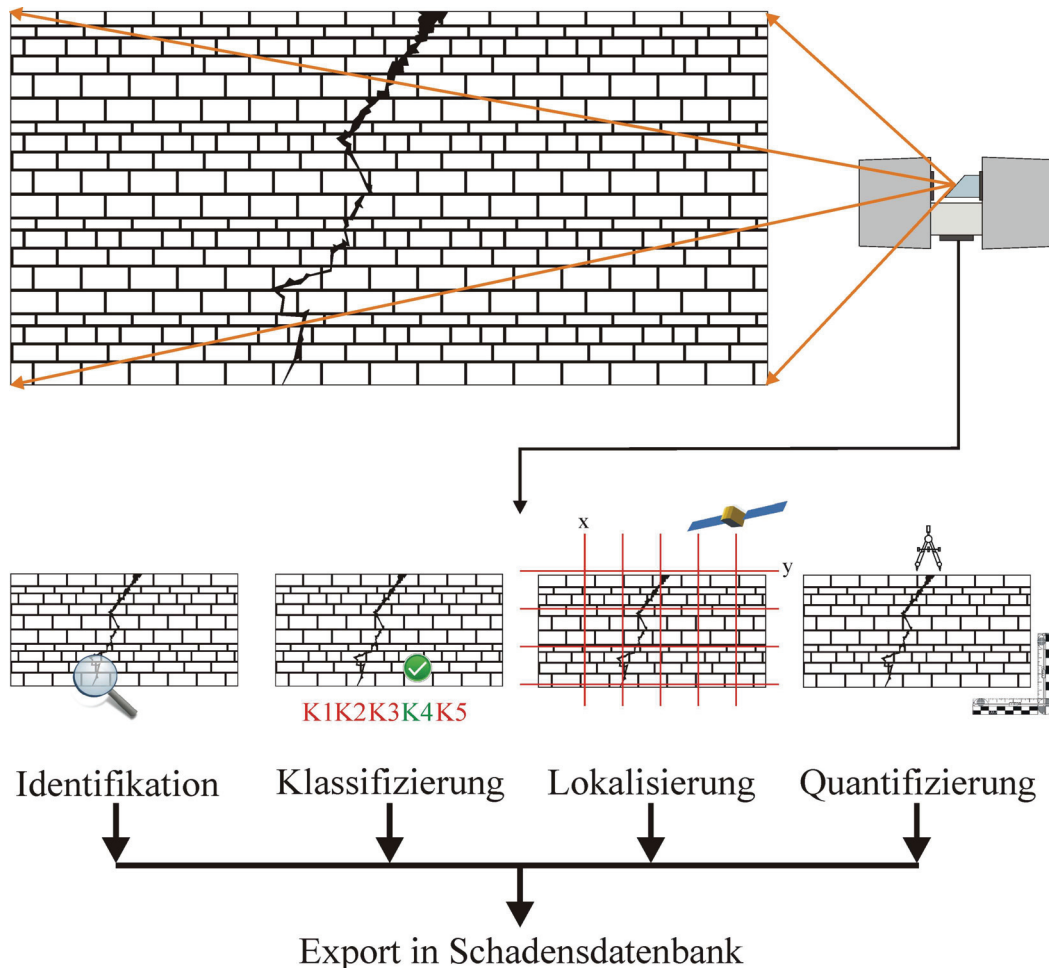 x
y
K1K2K3K4K5
Identifikation
Klassifizierung
Lokalisierung
Quantifizierung
Export in Schadensdatenbank